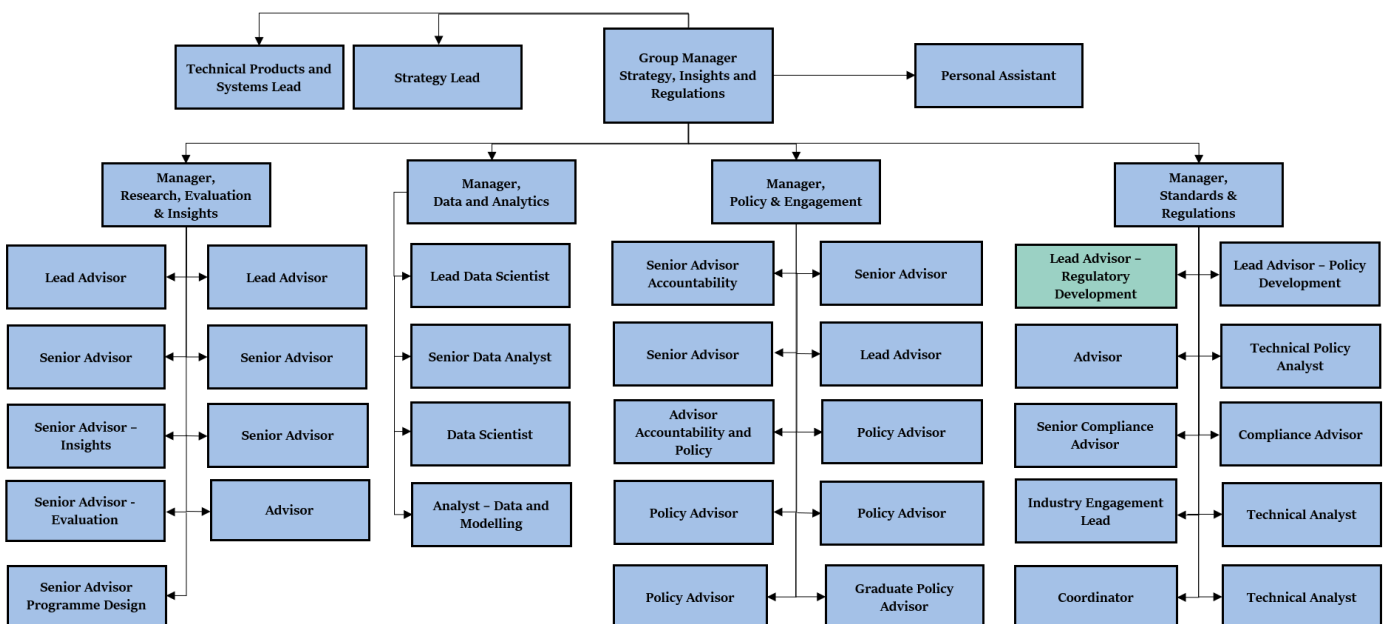 Technical Products and
Systems Lead
Strategy Lead
Group Manager
Strategy, Insights and
Regulations
Personal Assistant
Manager,
Research, Evaluation
& Insights
Manager,
Data and Analytics
Manager,
Policy & Engagement
Manager,
Standards &
Regulations
Lead Advisor
Lead Advisor
Senior Advisor
Senior Advisor
Senior Advisor –
Insights
Senior Advisor
Senior Advisor -
Evaluation
Advisor
Senior Advisor
Programme Design
Lead Data Scientist
Senior Data Analyst
Data Scientist
Analyst – Data and
Modelling
Senior Advisor
Accountability
Senior Advisor
Senior Advisor
Lead Advisor
Advisor
Accountability and
Policy
Policy Advisor
Policy Advisor
Policy Advisor
Policy Advisor
Graduate Policy
Advisor
Lead Advisor –
Regulatory
Development
Lead Advisor – Policy
Development
Advisor
Technical Policy
Analyst
Senior Compliance
Advisor
Compliance Advisor
Industry Engagement
Lead
Technical Analyst
Coordinator
Technical Analyst